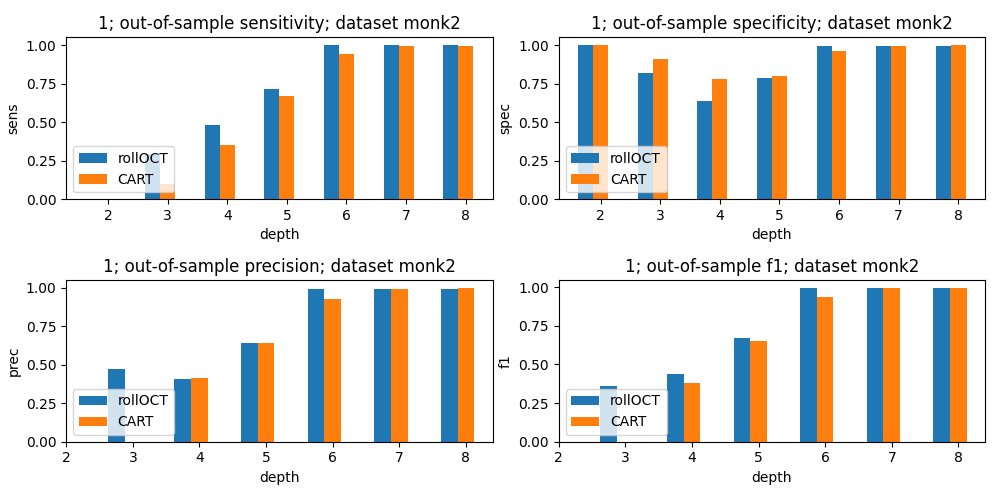 1; out-of-sample sensitivity; dataset monk2
sens
1.00
0.75
0.50
0.25
0.00
rollOCT
CART
2 3 4 5 6 7 8
depth
1; out-of-sample specificity; dataset monk2
spec
1.00
0.75
0.50
0.25
0.00
rollOCT
CART
2 3 4 5 6 7 8
depth
1; out-of-sample precision; dataset monk2
prec
1.00
0.75
0.50
0.25
0.00
rollOCT
CART
2 3 4 5 6 7 8
depth
1; out-of-sample f1; dataset monk2
f1
1.00
0.75
0.50
0.25
0.00
rollOCT
CART
2 3 4 5 6 7 8
depth